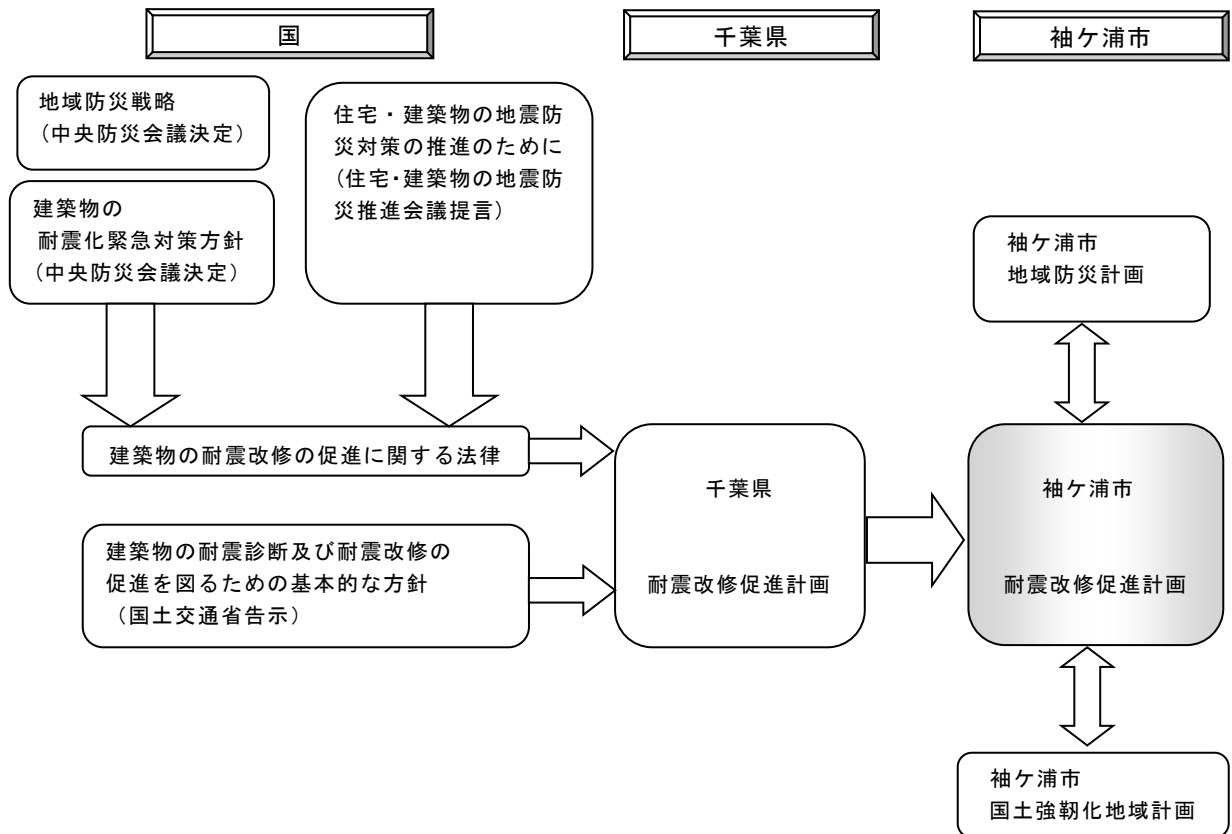 国
千葉県
袖ケ浦市
地域防災戦略
(中央防災会議決定)
住宅・建築物の地震防
災対策の推進のために
(住宅・建築物の地震防
災推進会議提言)
建築物の
耐震化緊急対策方針
(中央防災会議決定)
袖ケ浦市
地域防災計画
建築物の耐震改修の促進に関する法律
千葉県
耐震改修促進計画
袖ケ浦市
耐震改修促進計画
建築物の耐震診断及び耐震改修の
促進を図るための基本的な方針
(国土交通省告示)
袖ケ浦市
国土強靭化地域計画